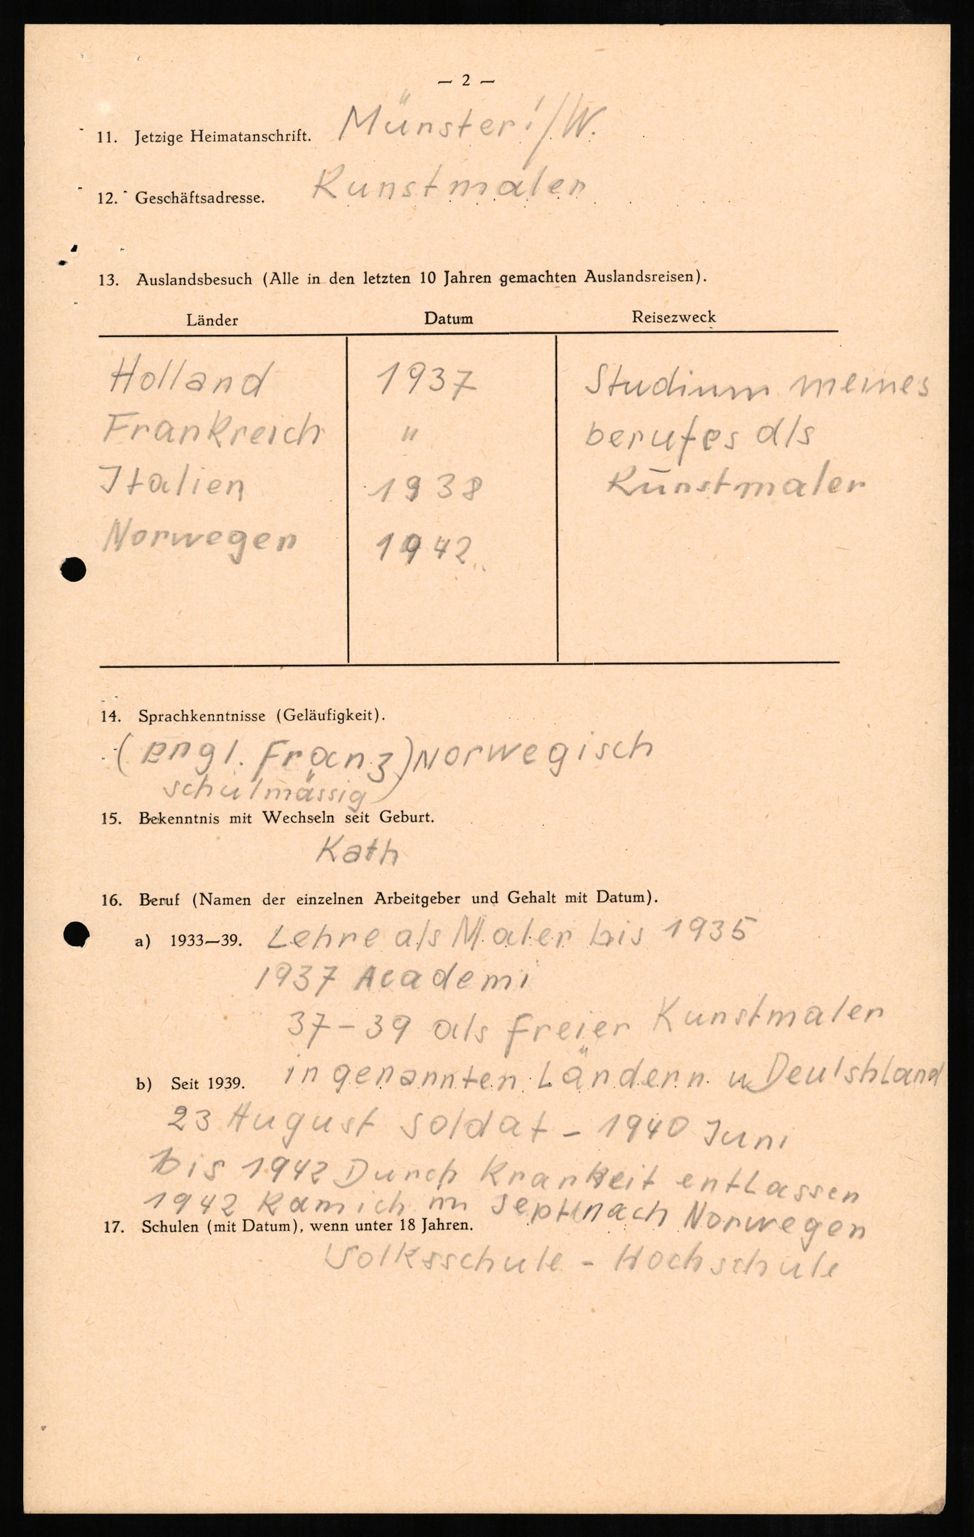 — 2 —
11. Jetzige Heimatanschrift. Münster i/W.
12. Geschäftsadresse. Kunstmaler
13. Auslandsbesuch (Alle in den letzten 10 Jahren gemachten Auslandsreisen).
Länder Datum Reisezweck
Holland 1937 Studium meines
Frankreich " berufes als
Italien 1938 Kunstmaler
Norwegen 1942
14. Sprachkenntnisse (Geläufigkeit).
(engl. Franz) Norwegisch
schulmässig
15. Bekenntnis mit Wechseln seit Geburt.
Kath
16. Beruf (Namen der einzelnen Arbeitgeber und Gehalt mit Datum).
a) 1933—39. Lehre als Maler bis 1935
1937 Academi
37-39 als freier Kunstmaler
b) Seit 1939. in genannten Ländern u Deutshland
23 August soldat - 1940 Juni
bis 1942 Durch Krankeit entlassen
1942 kam ich im Sept nach Norwegen
17. Schulen (mit Datum), wenn unter 18 Jahren.
Volksschule - Hochschule